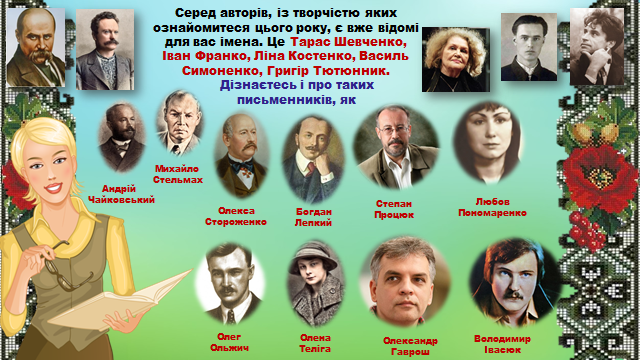 Серед авторів, із творчістю яких
ознайомитеся цього року, є вже відомі
для вас імена. Це Тарас Шевченко,
Іван Франко, Ліна Костенко, Василь
Симоненко, Григір Тютюнник.
Дізнаєтесь і про таких
письменників, як
Андрій
Чайковський
Михайло
Стельмах
Олекса
Стороженко
Богдан
Лепкий
Степан
Процюк
Любов
Пономаренко
Олег
Ольжич
Олена
Теліга
Олександр
Гаврош
Володимир
Івасюк